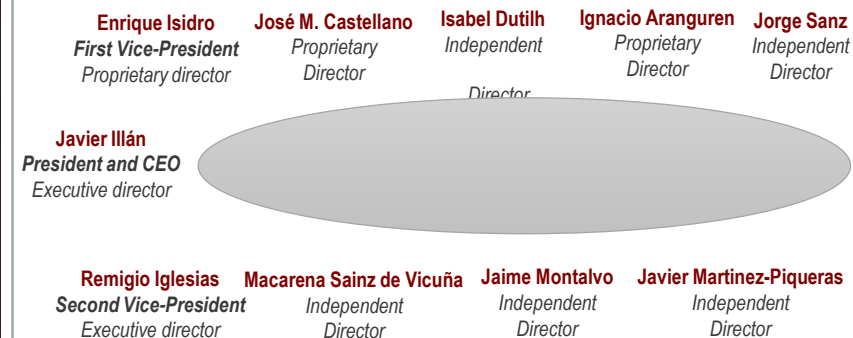 Enrique Isidro
First Vice-President
Proprietary director
José M. Castellano
Proprietary
Director
Isabel Dutilh
Independent
Director
Ignacio Aranguren
Proprietary
Director
Jorge Sanz
Independent
Director
Javier Illán
President and CEO
Executive director
Remigio Iglesias
Second Vice-President
Executive director
Macarena Sainz de Vicuña
Independent
Director
Jaime Montalvo
Independent
Director
Javier Martinez-Piqueras
Independent
Director